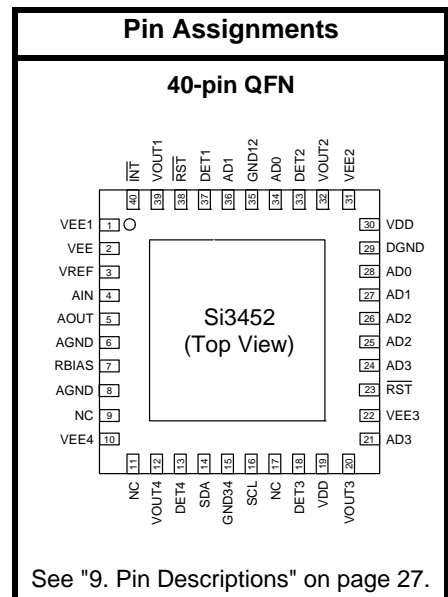 Pin Assignments
40-pin QFN
INT
VOUT1
RST
DET1
AD1
GND12
AD0
DET2
VOUT2
VEE2
40
39
38
37
36
35
34
33
32
31
VEE1 1
VEE 2
VREF 3
AIN 4
AOUT 5
AGND 6
RBIAS 7
AGND 8
NC 9
VEE4 10
Si3452
(Top View)
30 VDD
29 DGND
28 AD0
27 AD1
26 AD2
25 AD2
24 AD3
23 RST
22 VEE3
21 AD3
11
12
13
14
15
16
17
18
19
20
NC
VOUT4
DET4
SDA
GND34
SCL
NC
DET3
VDD
VOUT3
See "9. Pin Descriptions" on page 27.